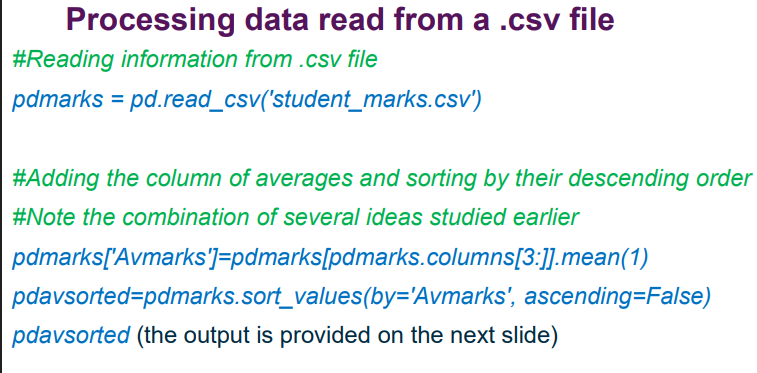 Processing data read from a .csv file
#Reading information from .csv file
pdmarks = pd.read_csv('student_marks.csv')
#Adding the column of averages and sorting by their descending order
#Note the combination of several ideas studied earlier
pdmarks['Avmarks']=pdmarks[pdmarks.columns[3:]].mean(1)
pdavsorted=pdmarks.sort_values(by='Avmarks', ascending=False)
pdavsorted (the output is provided on the next slide)